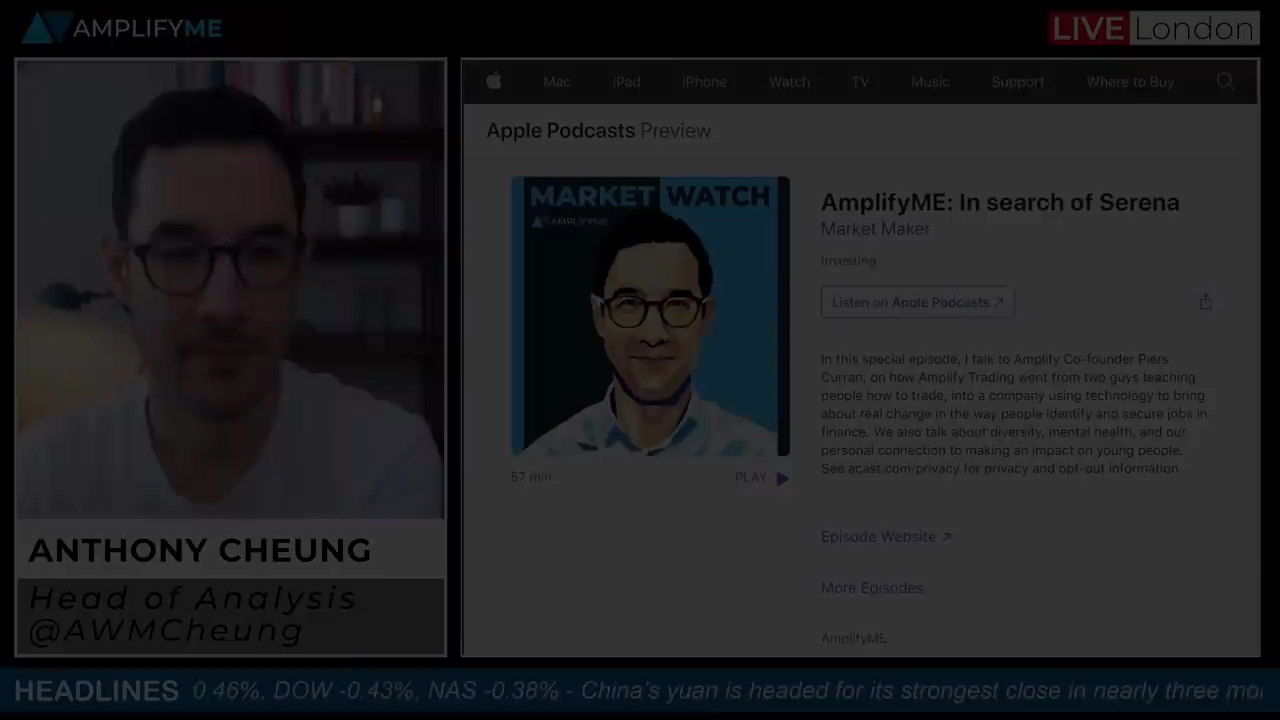 AMPLIFYME
LIVE London
Mac iPad iPhone Watch TV Music Support Where to Buy
Apple Podcasts Preview
MARKET WATCH
AMPLIFYME
57 min PLAY
AmplifyME: In search of Serena
Market Maker
Investing
Listen on Apple Podcasts ↗
In this special episode, I talk to Amplify Co-founder Piers
Curran, on how Amplify Trading went from two guys teaching
people how to trade, into a company using technology to bring
about real change in the way people identify and secure jobs in
finance. We also talk about diversity, mental health, and our
personal connection to making an impact on young people.
See acast.com/privacy for privacy and opt-out information.
Episode Website ↗
More Episodes
AmplifyME
ANTHONY CHEUNG
Head of Analysis
@AWMCheung
HEADLINES 0.46%, DOW -0.43%, NAS -0.38% - China's yuan is headed for its strongest close in nearly three mo